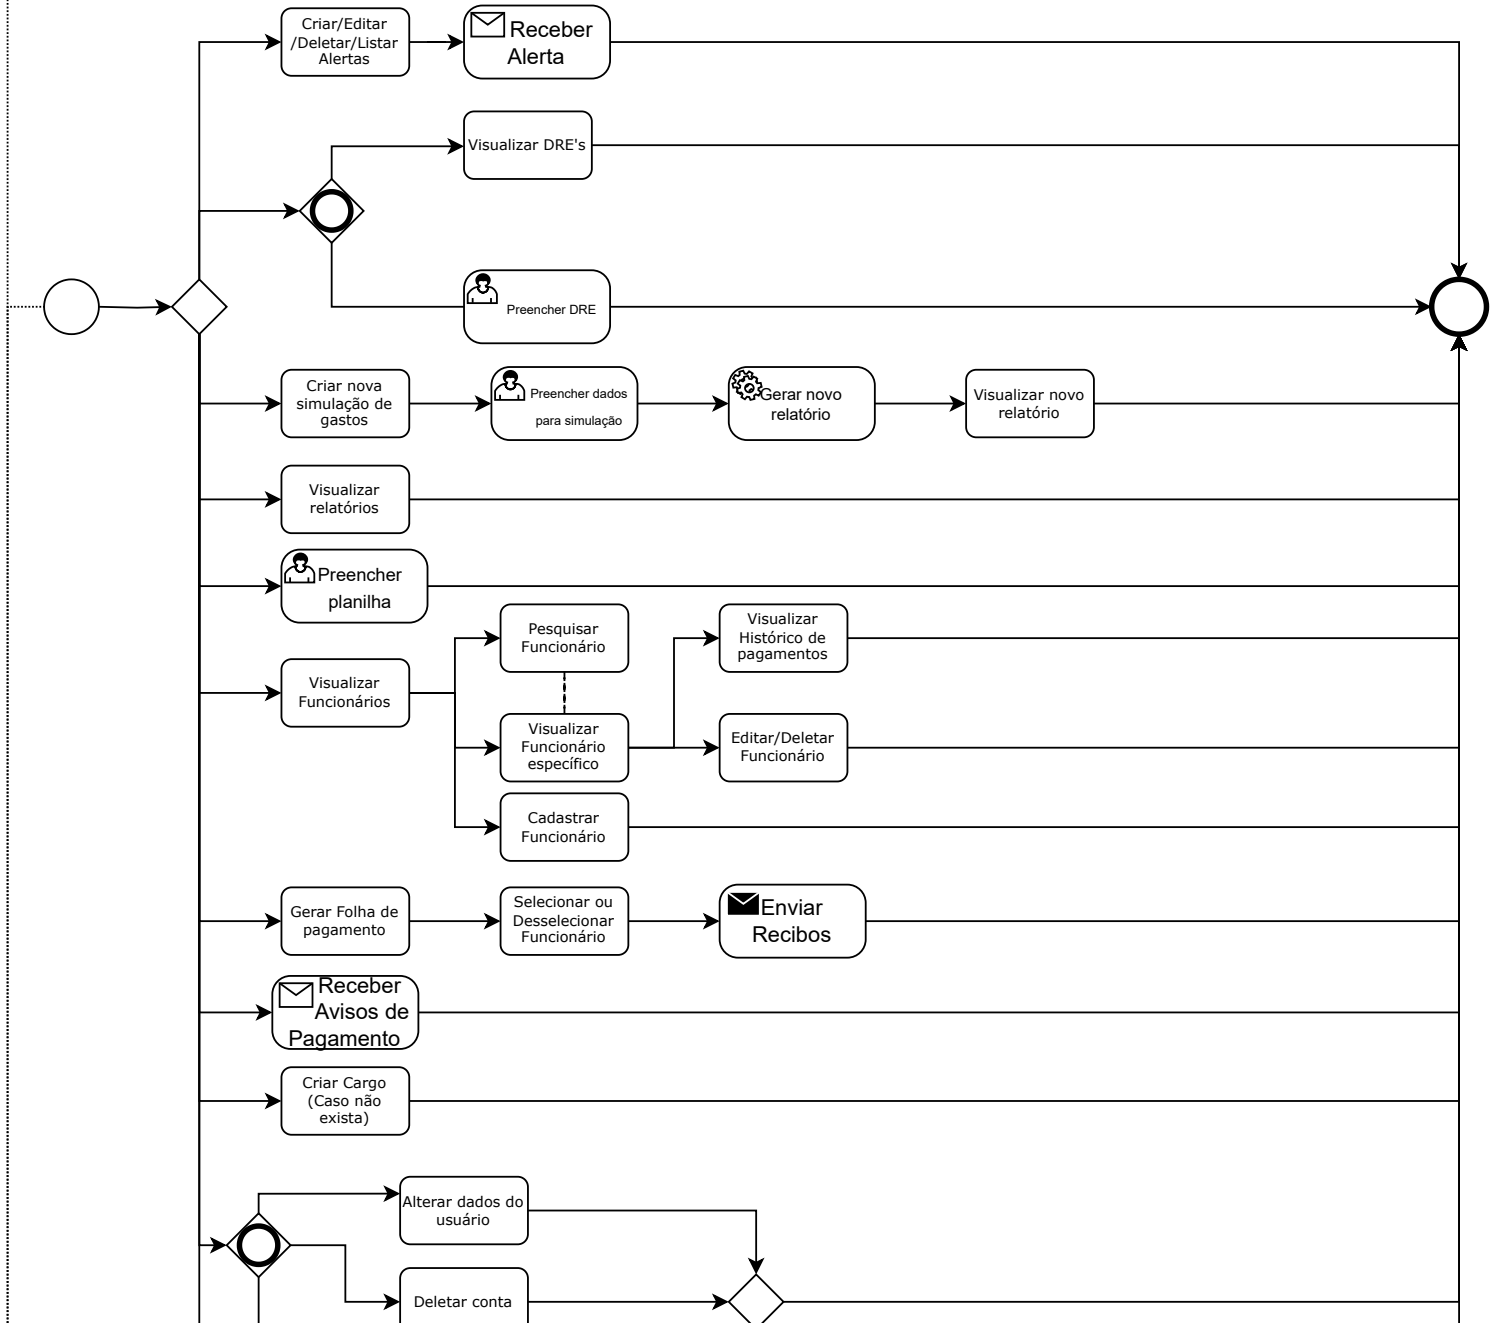 Criar/Editar
/Deletar/Listar
Alertas
Receber
Alerta
Visualizar DRE's
Preencher DRE
Criar nova
simulação de
gastos
Preencher dados
para simulação
Gerar novo
relatório
Visualizar novo
relatório
Visualizar
relatórios
Preencher
planilha
Visualizar
Funcionários
Pesquisar
Funcionário
Visualizar
Histórico de
pagamentos
Visualizar
Funcionário
específico
Editar/Deletar
Funcionário
Cadastrar
Funcionário
Gerar Folha de
pagamento
Selecionar ou
Desselecionar
Funcionário
Enviar
Recibos
Receber
Avisos de
Pagamento
Criar Cargo
(Caso não
exista)
Alterar dados do
usuário
Deletar conta